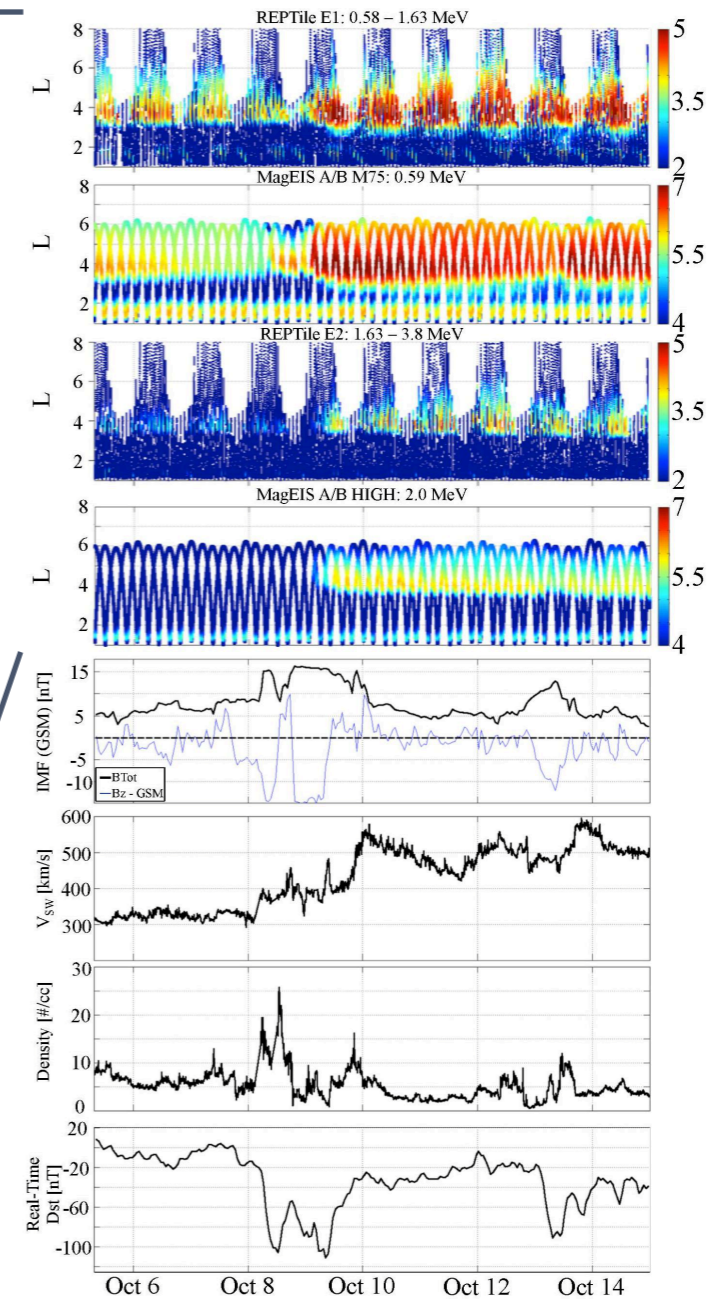 REPTile E1: 0.58 – 1.63 MeV
8
6
4
2
L
5
3.5
2
MagEIS A/B M75: 0.59 MeV
8
6
4
2
L
7
5.5
4
REPTile E2: 1.63 – 3.8 MeV
8
6
4
2
L
5
3.5
2
MagEIS A/B HIGH: 2.0 MeV
8
6
4
2
L
7
5.5
4
IMF (GSM) [nT]
15
5
-5
-10
BTot
Bz - GSM
V_SW [km/s]
600
500
400
300
Density [#/cc]
30
20
10
0
Real-Time
Dst [nT]
20
-20
-60
-100
Oct 6 Oct 8 Oct 10 Oct 12 Oct 14